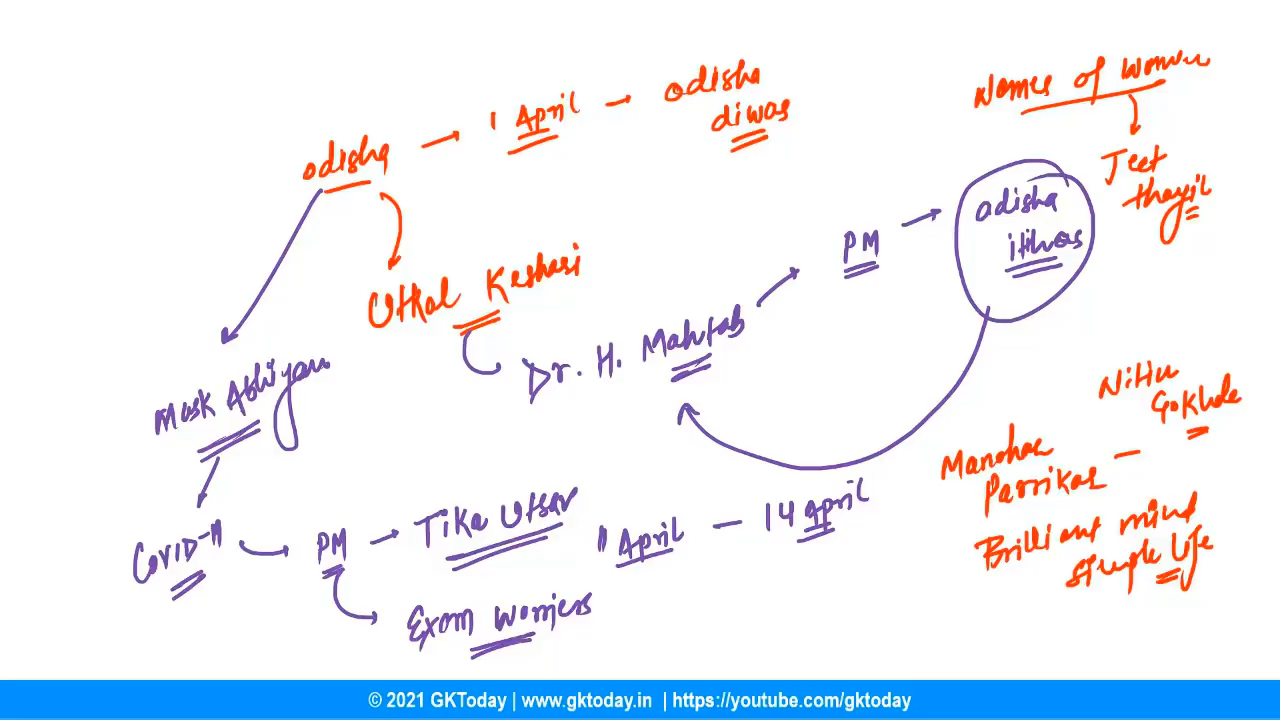 odisha → 1 April → odisha
diwas
Names of women
Jeet
thayil
Utkal Keshari
Dr. H. Mahtab
PM → odisha
itihas
Mask Abhiyan
Covid-19
PM → Tika Utsav
11 April — 14 April
Exam Worriers
Nitin
Gokhale
Manohar
Parrikar —
Brilliant mind
simple life
© 2021 GKToday | www.gktoday.in | https://youtube.com/gktoday